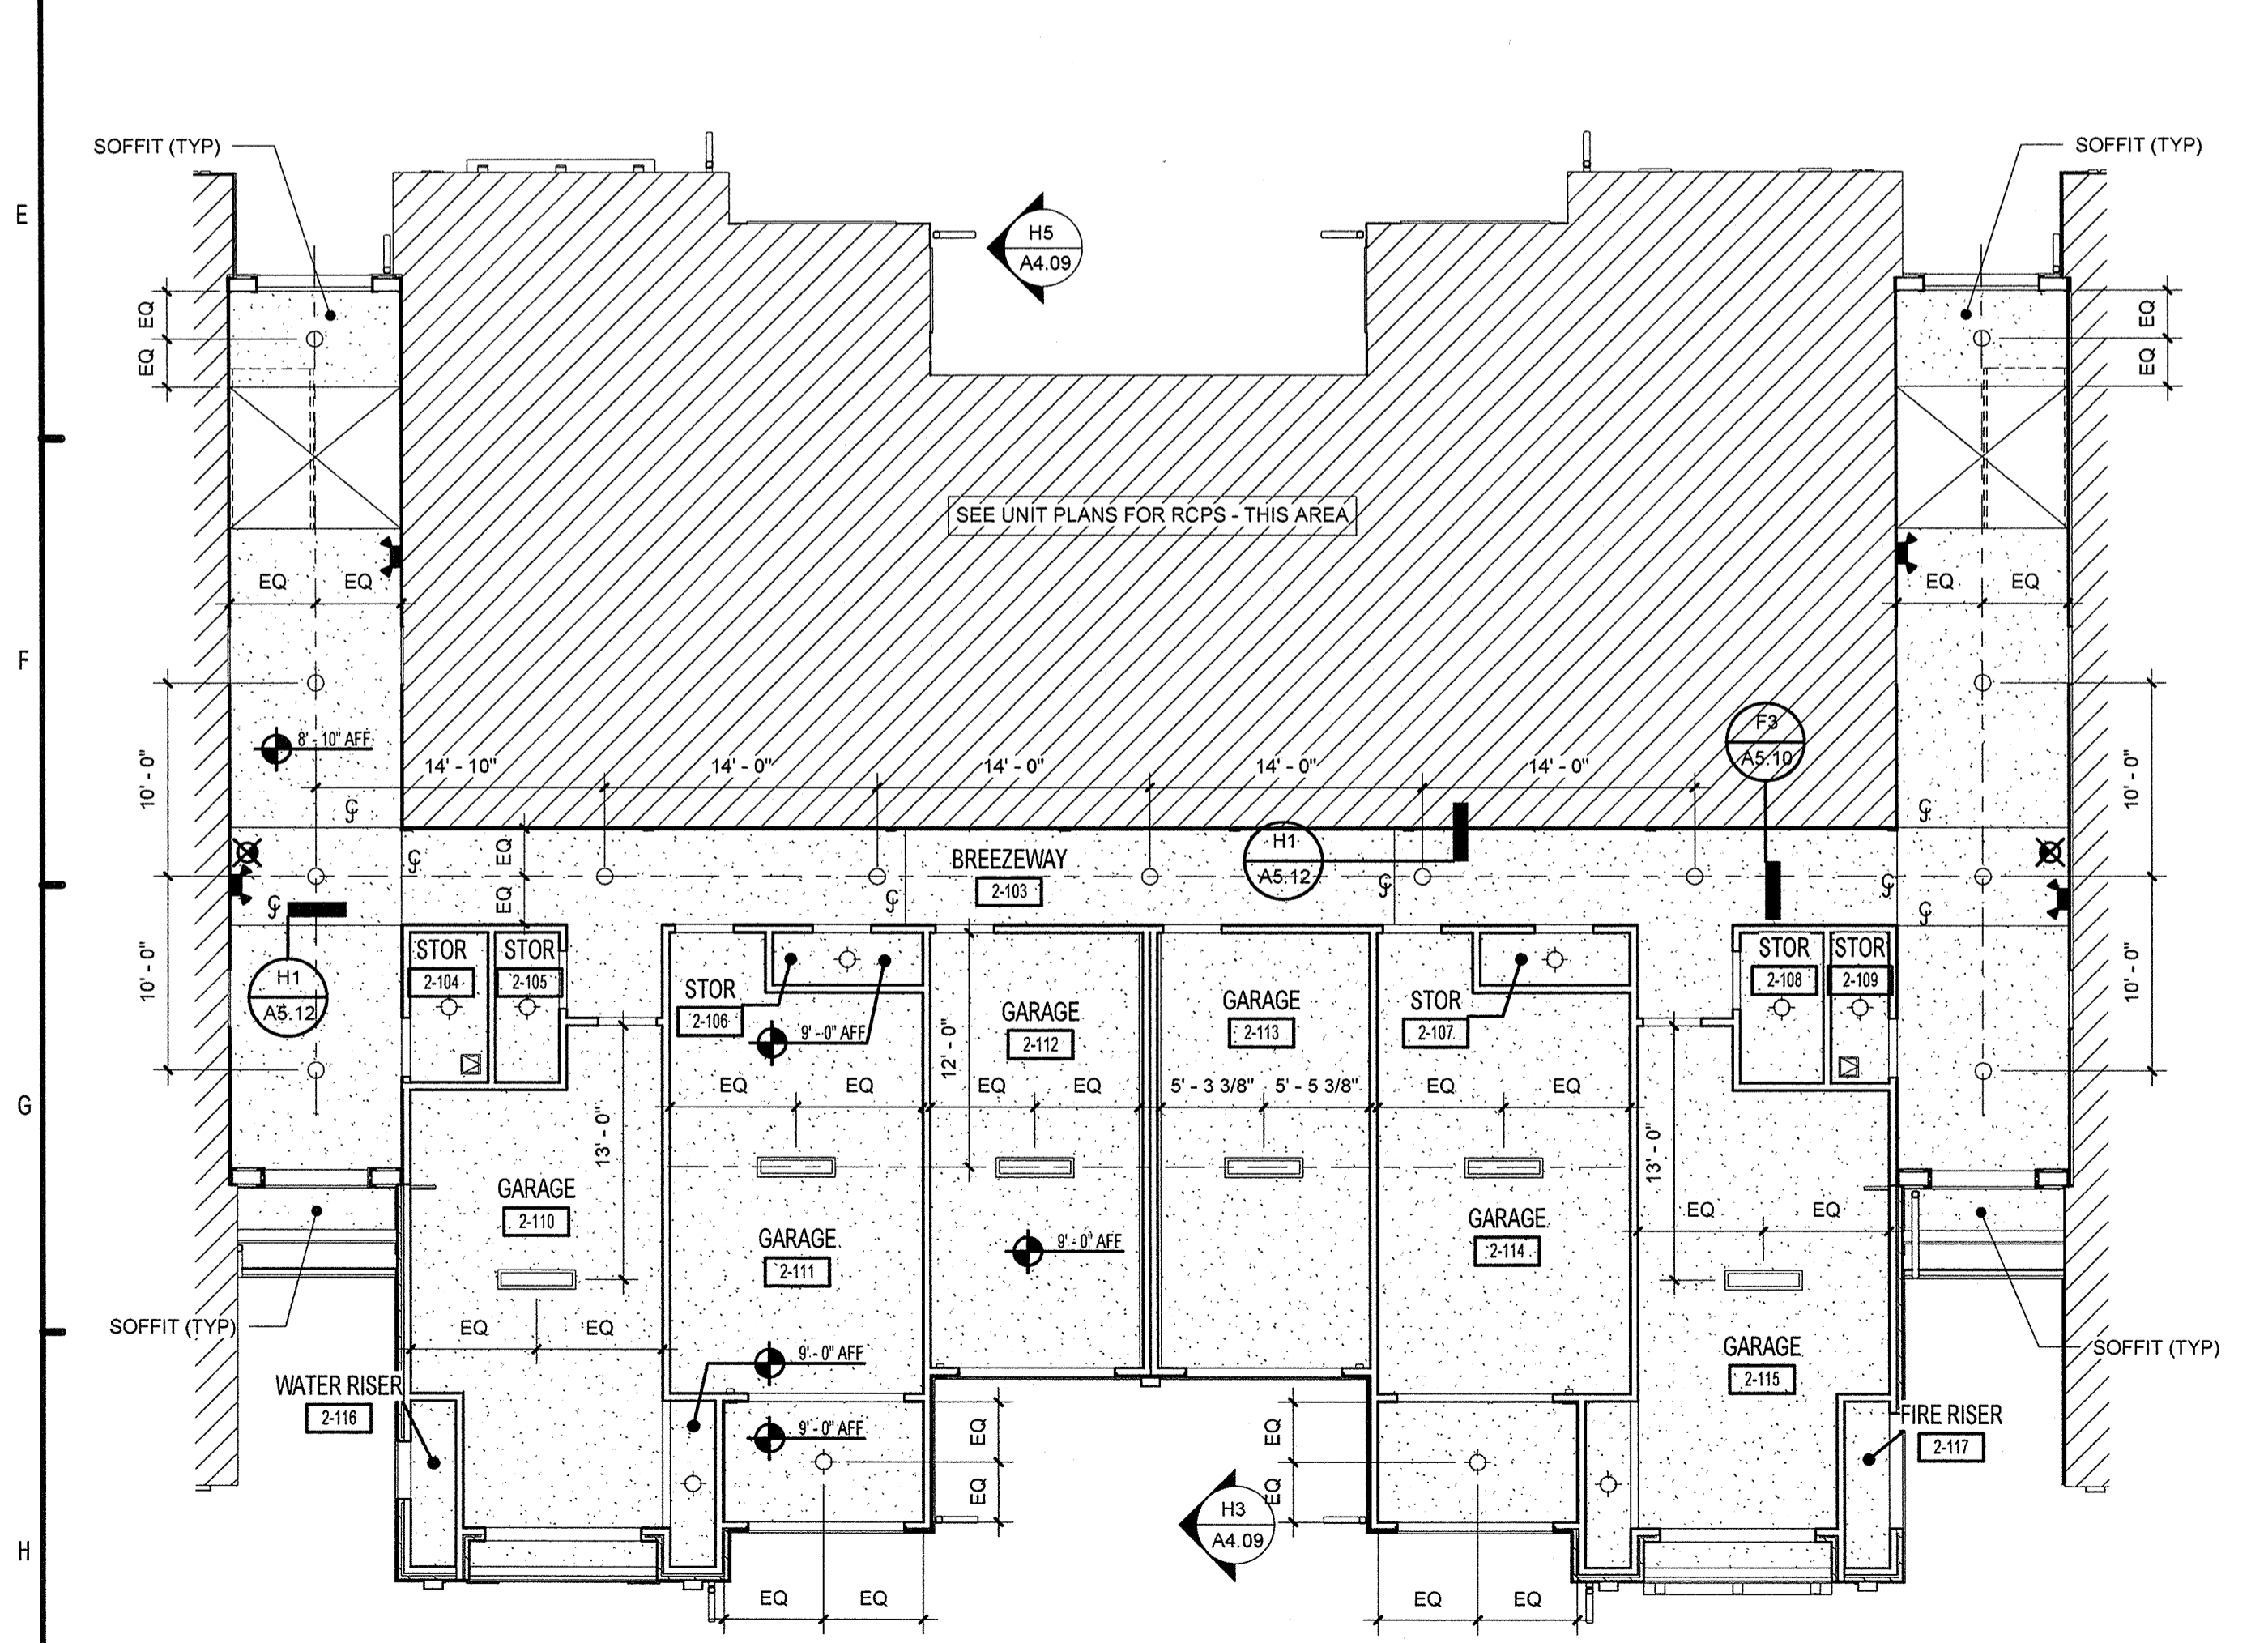 SOFFIT (TYP)
SOFFIT (TYP)
E
H5
A4.09
EQ
EQ
EQ
EQ
SEE UNIT PLANS FOR RCPS - THIS AREA
EQ
EQ
EQ
EQ
F
F3
A5.10
8' - 10" AFF
14' - 10"
14' - 0"
14' - 0"
14' - 0"
14' - 0"
10' - 0"
10' - 0"
CJ
CJ
EQ
EQ
CJ
BREEZEWAY
2-103
H1
A5.12
CJ
CJ
CJ
CJ
CJ
10' - 0"
10' - 0"
H1
A5.12
STOR
2-104
STOR
2-105
STOR
2-106
9' - 0" AFF
GARAGE
2-112
GARAGE
2-113
STOR
2-107
STOR
2-108
STOR
2-109
12' - 0"
EQ
EQ
EQ
EQ
5' - 3 3/8"
5' - 5 3/8"
EQ
EQ
G
13' - 0"
13' - 0"
GARAGE
2-110
GARAGE
2-111
9' - 0" AFF
GARAGE
2-114
EQ
EQ
SOFFIT (TYP)
EQ
EQ
9' - 0" AFF
GARAGE
2-115
SOFFIT (TYP)
WATER RISER
2-116
9' - 0" AFF
EQ
EQ
EQ
EQ
FIRE RISER
2-117
H3
A4.09
H
EQ
EQ
EQ
EQ